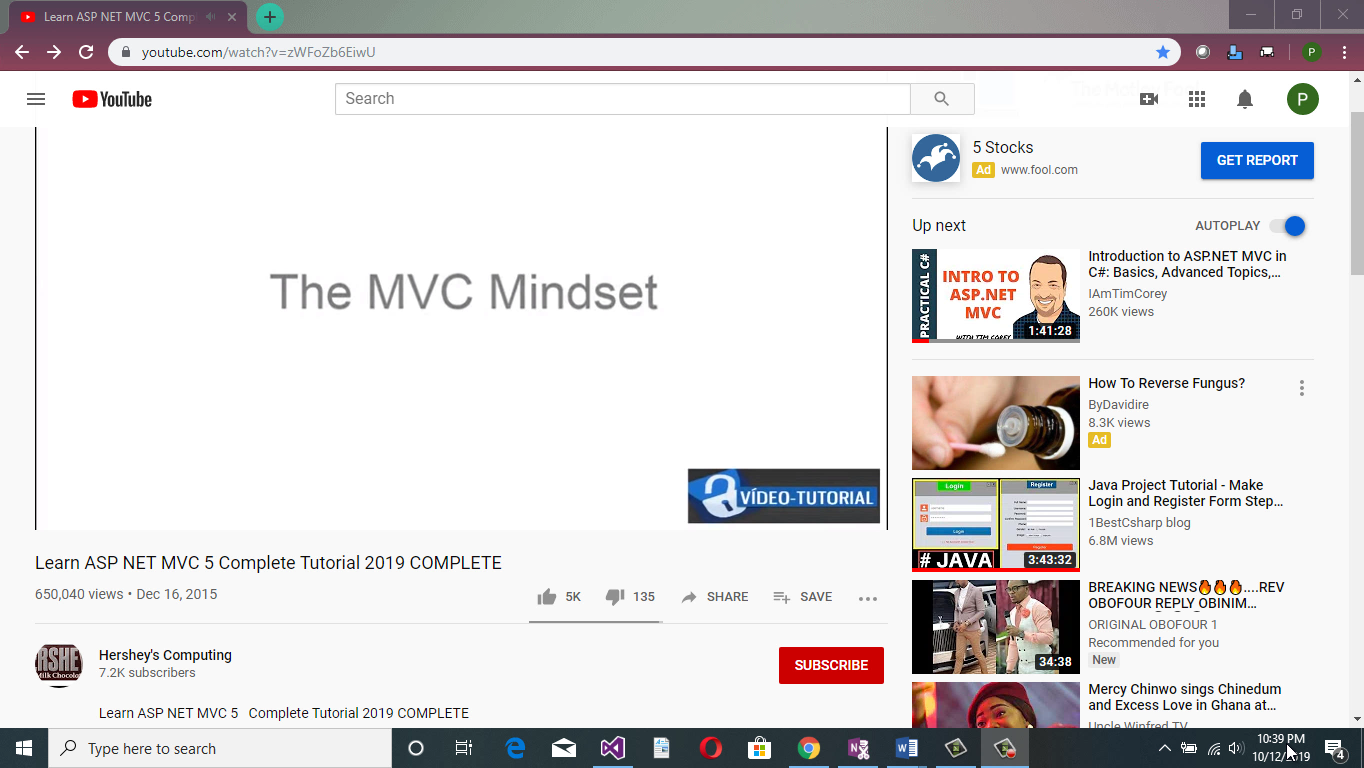 Learn ASP NET MVC 5 Comp
youtube.com/watch?v=zWFoZb6EiwU
P
YouTube
Search
P
The MVC Mindset
VÍDEO-TUTORIAL
Learn ASP NET MVC 5 Complete Tutorial 2019 COMPLETE
650,040 views • Dec 16, 2015
5K 135 SHARE SAVE
RSHE
Milk Chocolat
Hershey's Computing
7.2K subscribers
SUBSCRIBE
Learn ASP NET MVC 5 Complete Tutorial 2019 COMPLETE
5 Stocks
Ad www.fool.com
GET REPORT
Up next
AUTOPLAY
PRACTICAL C#
INTRO TO
ASP.NET
MVC
WITH TIM COREY
1:41:28
Introduction to ASP.NET MVC in
C#: Basics, Advanced Topics,…
IAmTimCorey
260K views
How To Reverse Fungus?
ByDavidire
8.3K views
Ad
Login
Register
Login
# JAVA
3:43:32
Java Project Tutorial - Make
Login and Register Form Step…
1BestCsharp blog
6.8M views
34:38
BREAKING NEWS🔥🔥🔥....REV
OBOFOUR REPLY OBINIM…
ORIGINAL OBOFOUR 1
Recommended for you
New
Mercy Chinwo sings Chinedum
and Excess Love in Ghana at…
Uncle Winfred TV
Type here to search
10:39 PM
10/12/2019
4